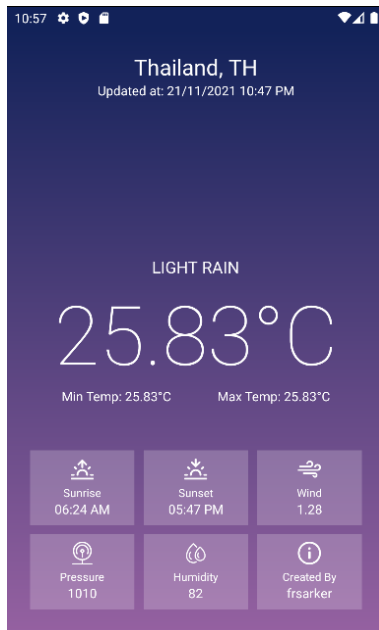 10:57
Thailand, TH
Updated at: 21/11/2021 10:47 PM
LIGHT RAIN
25.83°C
Min Temp: 25.83°C Max Temp: 25.83°C
Sunrise Sunset Wind
06:24 AM 05:47 PM 1.28
Pressure Humidity Created By
1010 82 frsarker